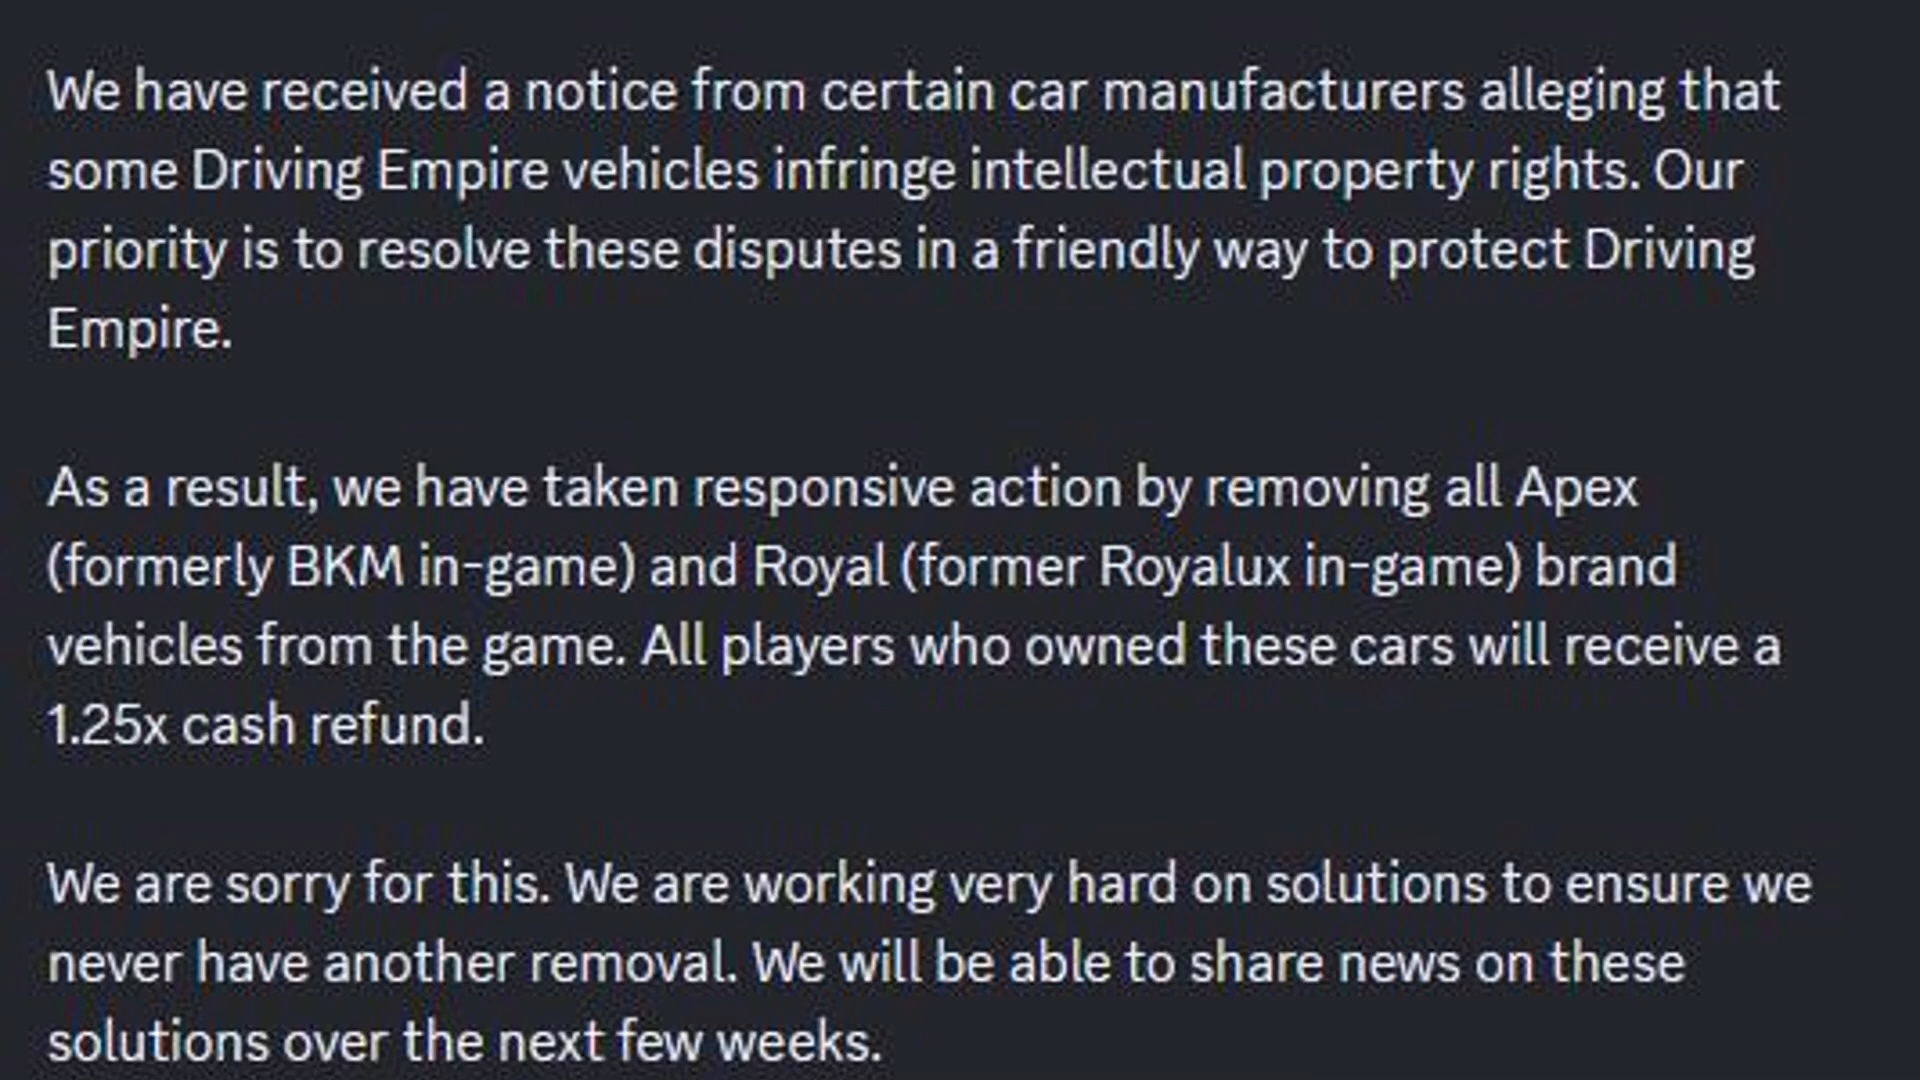 We have received a notice from certain car manufacturers alleging that
some Driving Empire vehicles infringe intellectual property rights. Our
priority is to resolve these disputes in a friendly way to protect Driving
Empire.
As a result, we have taken responsive action by removing all Apex
(formerly BKM in-game) and Royal (former Royalux in-game) brand
vehicles from the game. All players who owned these cars will receive a
1.25x cash refund.
We are sorry for this. We are working very hard on solutions to ensure we
never have another removal. We will be able to share news on these
solutions over the next few weeks.